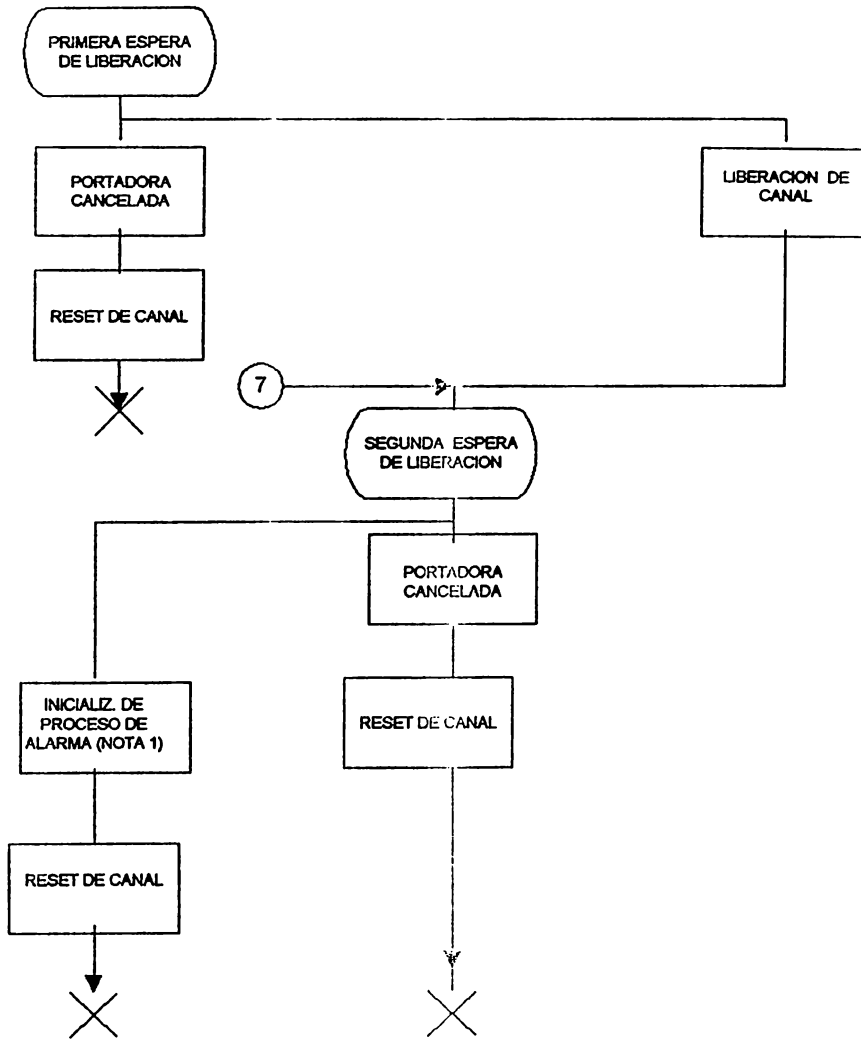 PRIMERA ESPERA
DE LIBERACION
PORTADORA
CANCELADA
LIBERACION DE
CANAL
RESET DE CANAL
7
SEGUNDA ESPERA
DE LIBERACION
PORTADORA
CANCELADA
INICIALIZ. DE
PROCESO DE
ALARMA (NOTA 1)
RESET DE CANAL
RESET DE CANAL